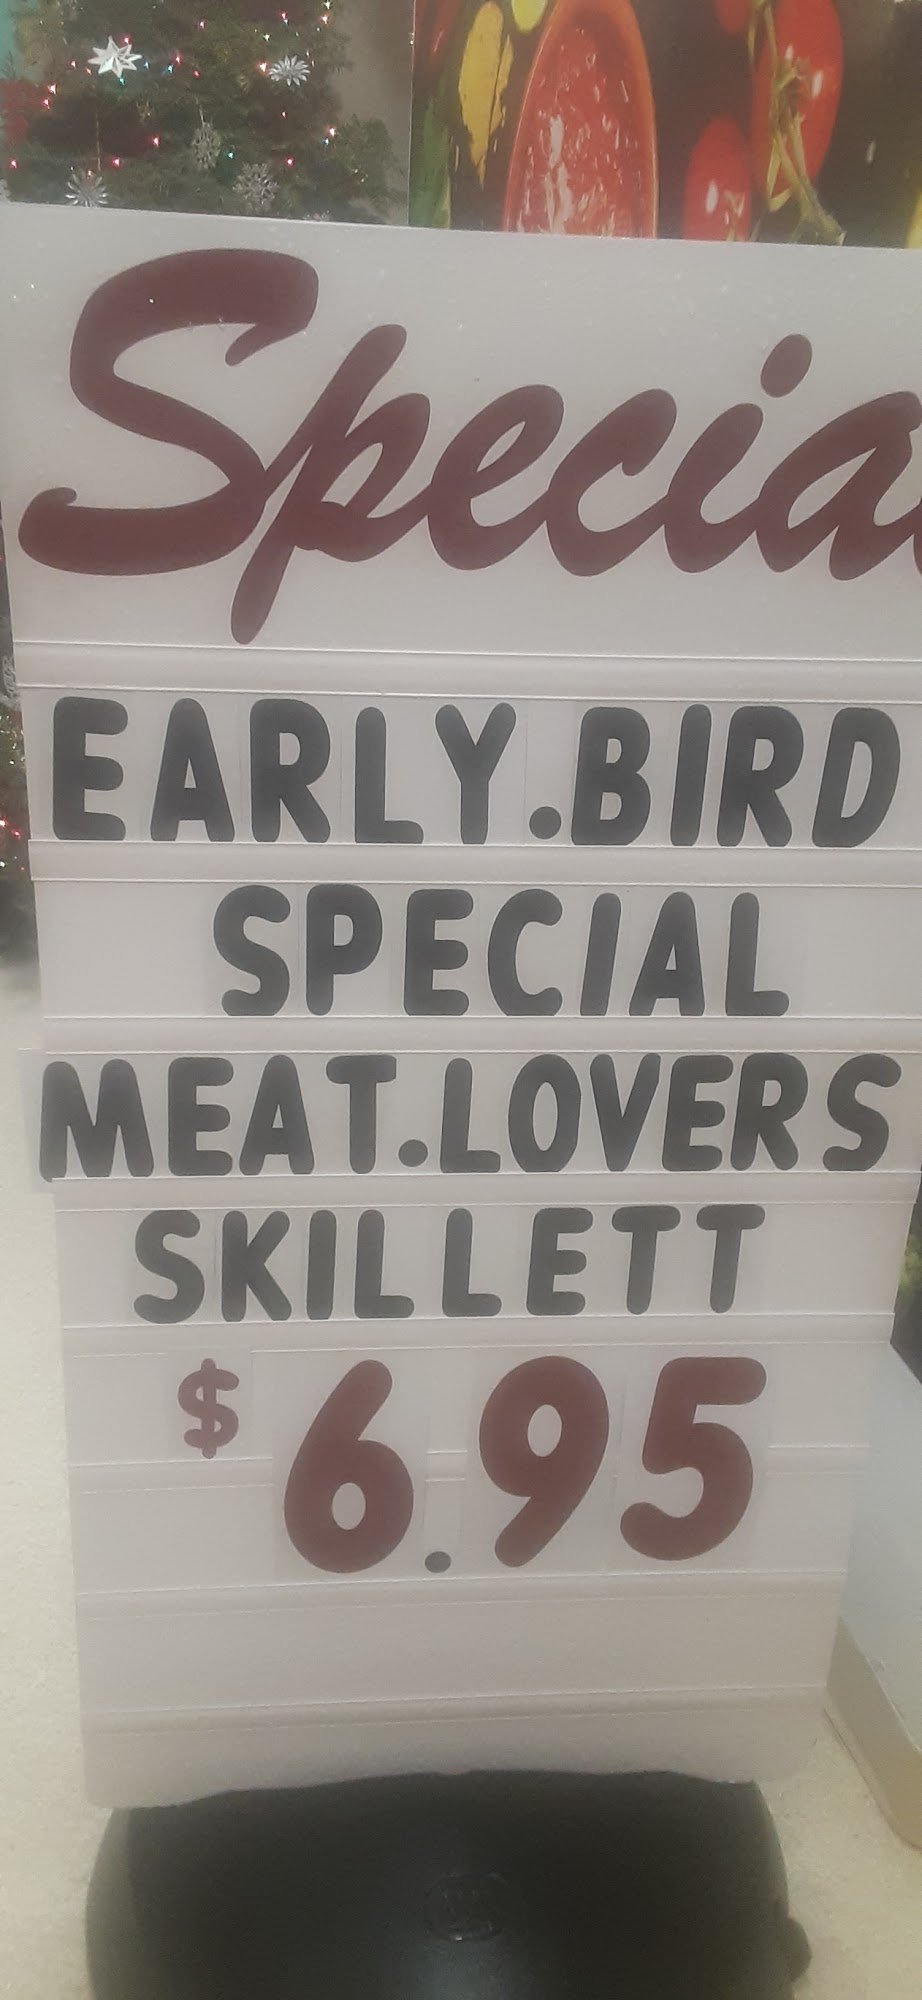 Specia
EARLY.BIRD
SPECIAL
MEAT.LOVERS
SKILLETT
$6.95